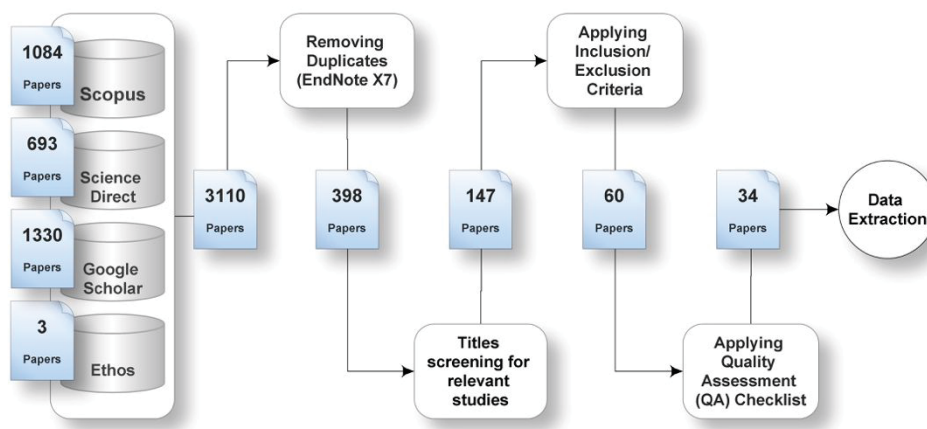 1084
Papers
Scopus
693
Papers
Science
Direct
1330
Papers
Google
Scholar
3
Papers
Ethos
3110
Papers
Removing
Duplicates
(EndNote X7)
398
Papers
Titles
screening for
relevant
studies
147
Papers
Applying
Inclusion/
Exclusion
Criteria
60
Papers
Applying
Quality
Assessment
(QA) Checklist
34
Papers
Data
Extraction